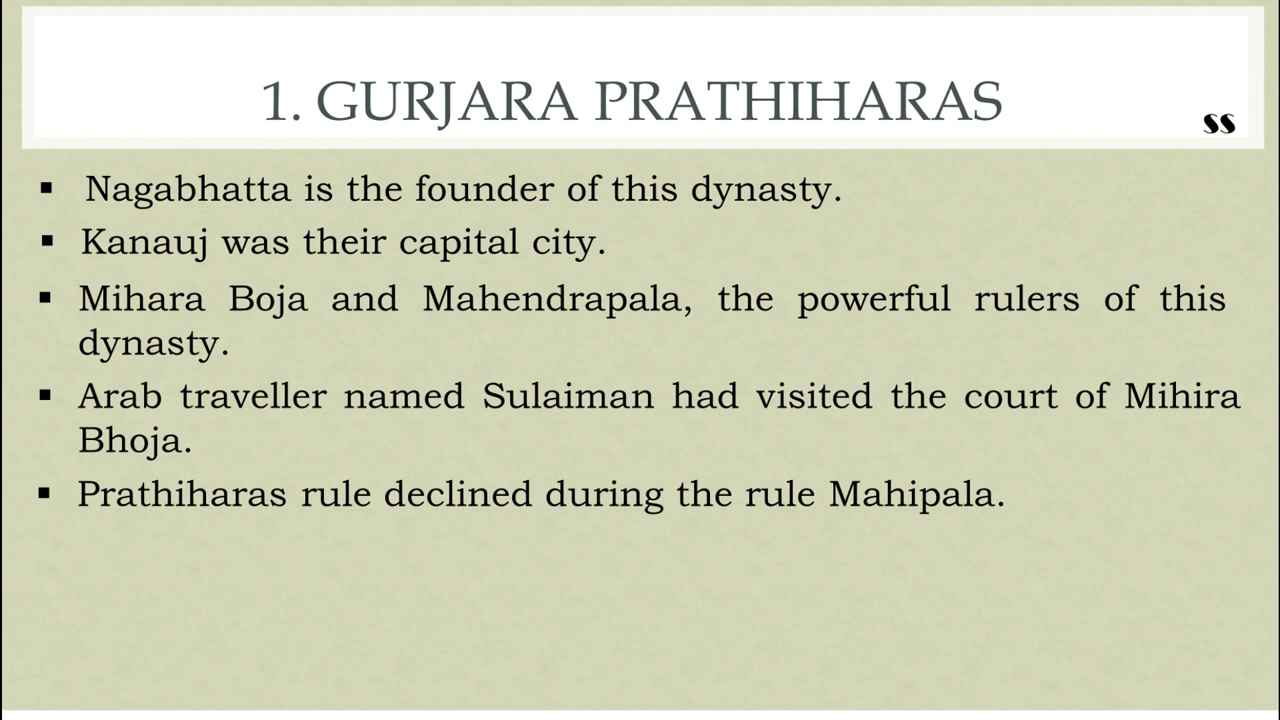 1. GURJARA PRATHIHARAS
SS
▪ Nagabhatta is the founder of this dynasty.
▪ Kanauj was their capital city.
▪ Mihara Boja and Mahendrapala, the powerful rulers of this
dynasty.
▪ Arab traveller named Sulaiman had visited the court of Mihira
Bhoja.
▪ Prathiharas rule declined during the rule Mahipala.